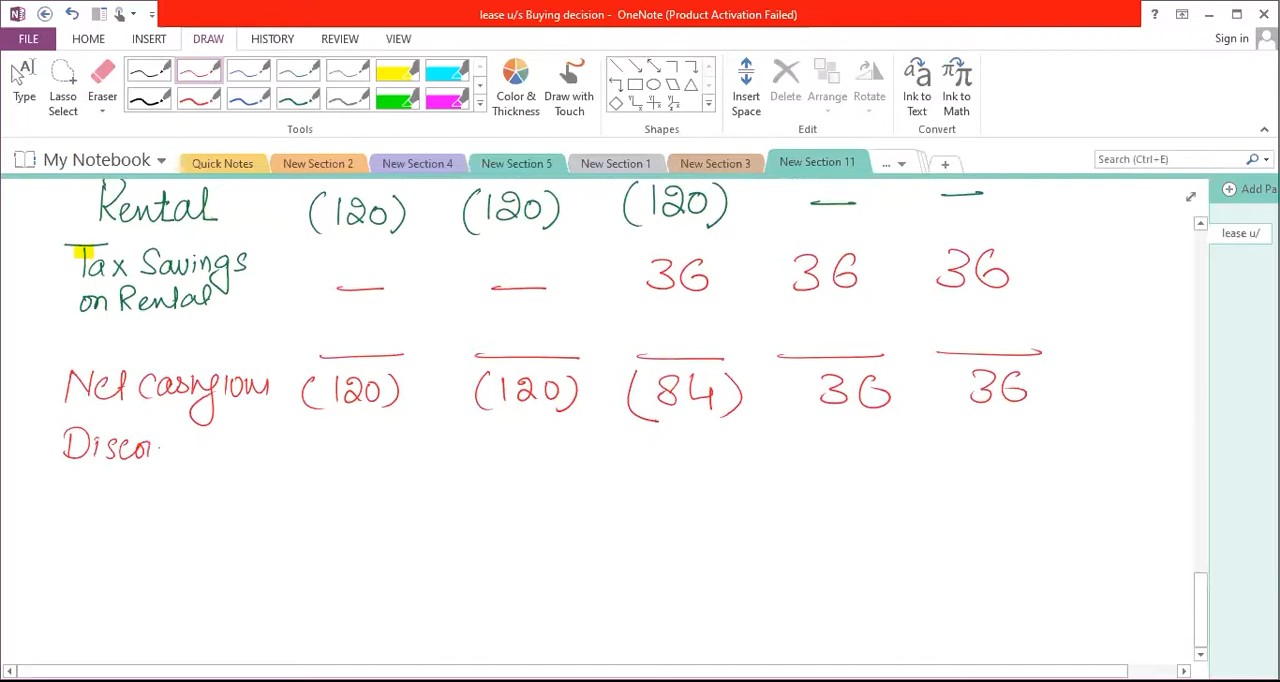 lease u/s Buying decision - OneNote (Product Activation Failed)
?
FILE HOME INSERT DRAW HISTORY REVIEW VIEW
Sign in
Type
Lasso Select
Eraser
Color & Thickness
Draw with Touch
Insert Space
Delete
Arrange
Rotate
Ink to Text
Ink to Math
Tools
Shapes
Edit
Convert
My Notebook
Quick Notes
New Section 2
New Section 4
New Section 5
New Section 1
New Section 3
New Section 11
...
Search (Ctrl+E)
Add Pa
lease u/
Rental (120) (120) (120) — —
Tax Savings — — 36 36 36
on Rental
Net cashflow (120) (120) (84) 36 36
Discou